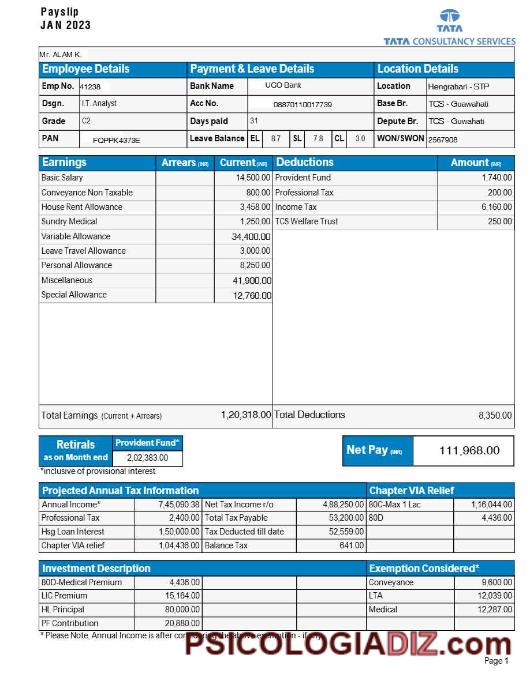 Payslip
JAN 2023
TATA
TATA CONSULTANCY SERVICES
Mr. ALAM K.
Employee Details Payment & Leave Details Location Details
Emp No. 41238 Bank Name UCO Bank Location Hengrabari - STP
Dsgn. I.T. Analyst Acc No. 08870110017739 Base Br. TCS - Guawahati
Grade C2 Days paid 31 Depute Br. TCS - Guwahati
PAN FQPPK4373E Leave Balance EL 8.7 SL 7.8 CL 3.0 WON/SWON 2567908
Earnings Arrears (INR) Current (INR) Deductions Amount (INR)
Basic Salary 14,500.00 Provident Fund 1,740.00
Conveyance Non Taxable 800.00 Professional Tax 200.00
House Rent Allowance 3,458.00 Income Tax 6,160.00
Sundry Medical 1,250.00 TCS Welfare Trust 250.00
Variable Allowance 34,400.00
Leave Travel Allowance 3,000.00
Personal Allowance 8,250.00
Miscellaneous 41,900.00
Special Allowance 12,760.00
Total Earnings (Current + Arrears) 1,20,318.00 Total Deductions 8,350.00
Retirals Provident Fund* Net Pay (INR) 111,968.00
as on Month end 2,02,383.00
*inclusive of provisional interest
Projected Annual Tax Information Chapter VIA Relief
Annual Income* 7,45,090.38 Net Tax Income r/o 4,88,250.00 80C-Max 1 Lac 1,16,044.00
Professional Tax 2,400.00 Total Tax Payable 53,200.00 80D 4,436.00
Hsg Loan Interest 1,50,000.00 Tax Deducted till date 52,559.00
Chapter VIA relief 1,04,436.00 Balance Tax 641.00
Investment Description Exemption Considered*
80D-Medical Premium 4,436.00 Conveyance 9,600.00
LIC Premium 15,164.00 LTA 12,039.00
HL Principal 80,000.00 Medical 12,287.00
PF Contribution 20,880.00
* Please Note, Annual Income is after
PSICOLOGIADIZ.com
Page 1